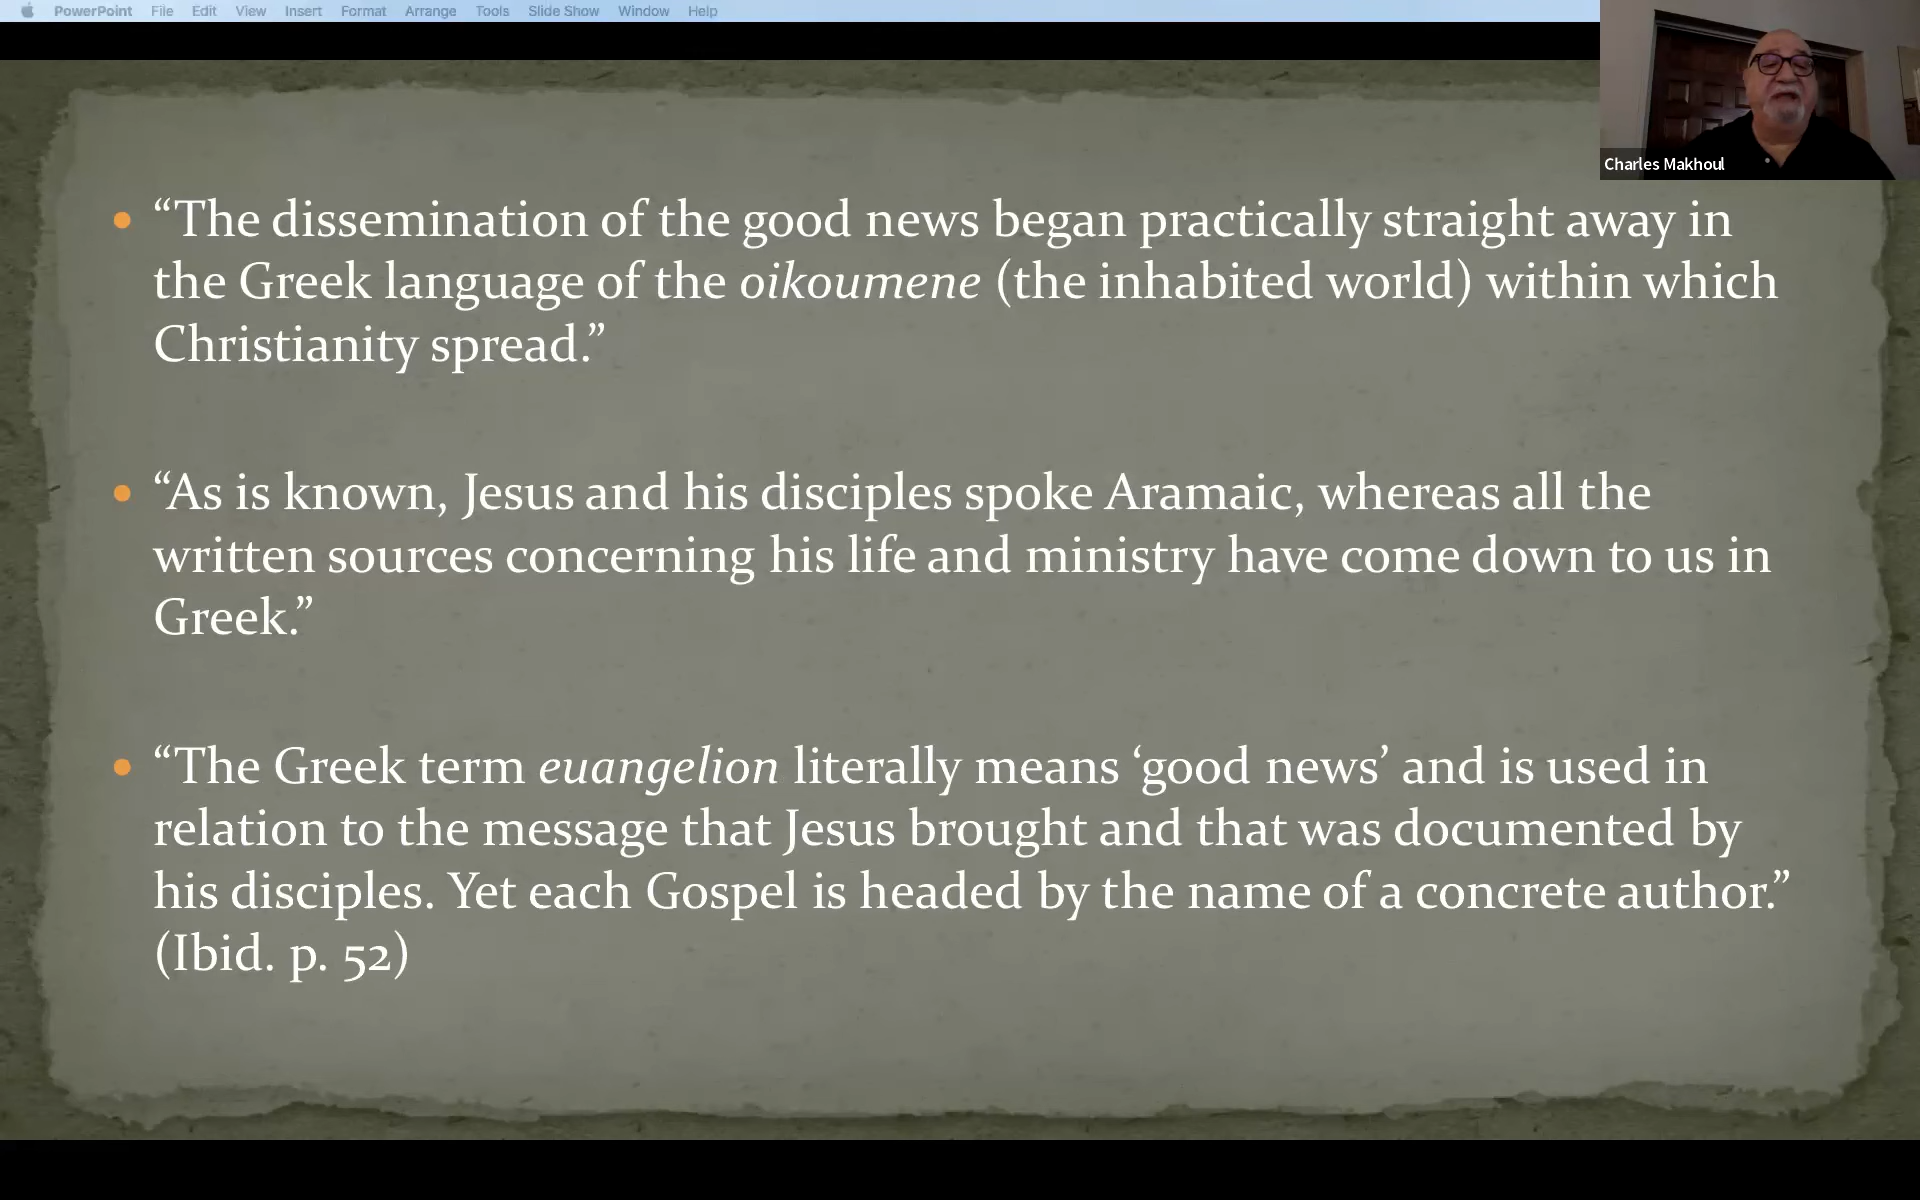 PowerPoint File Edit View Insert Format Arrange Tools Slide Show Window Help
Charles Makhoul
• “The dissemination of the good news began practically straight away in
the Greek language of the oikoumene (the inhabited world) within which
Christianity spread.”
• “As is known, Jesus and his disciples spoke Aramaic, whereas all the
written sources concerning his life and ministry have come down to us in
Greek.”
• “The Greek term euangelion literally means ‘good news’ and is used in
relation to the message that Jesus brought and that was documented by
his disciples. Yet each Gospel is headed by the name of a concrete author.”
(Ibid. p. 52)